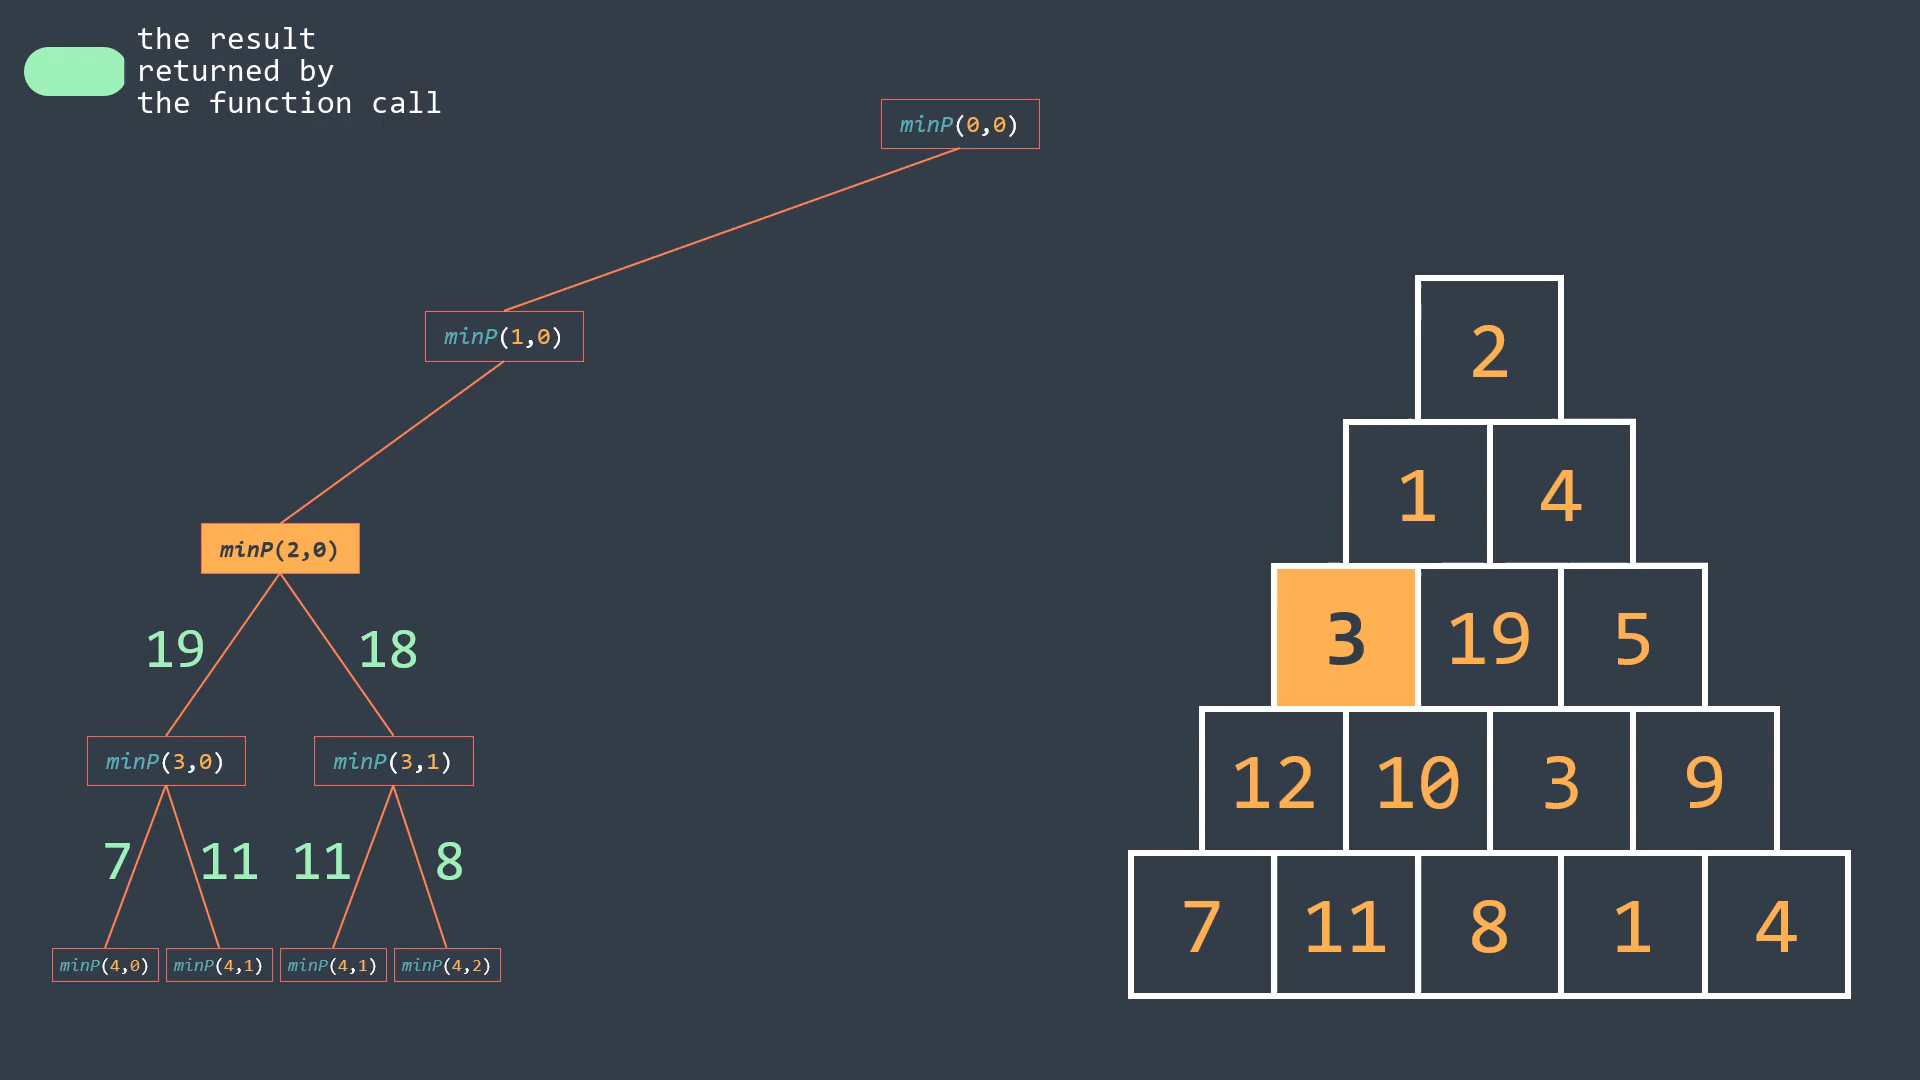 the result
returned by
the function call
minP(0,0)
minP(1,0)
minP(2,0)
19 18
minP(3,0) minP(3,1)
7 11 11 8
minP(4,0) minP(4,1) minP(4,1) minP(4,2)
2
1 4
3 19 5
12 10 3 9
7 11 8 1 4